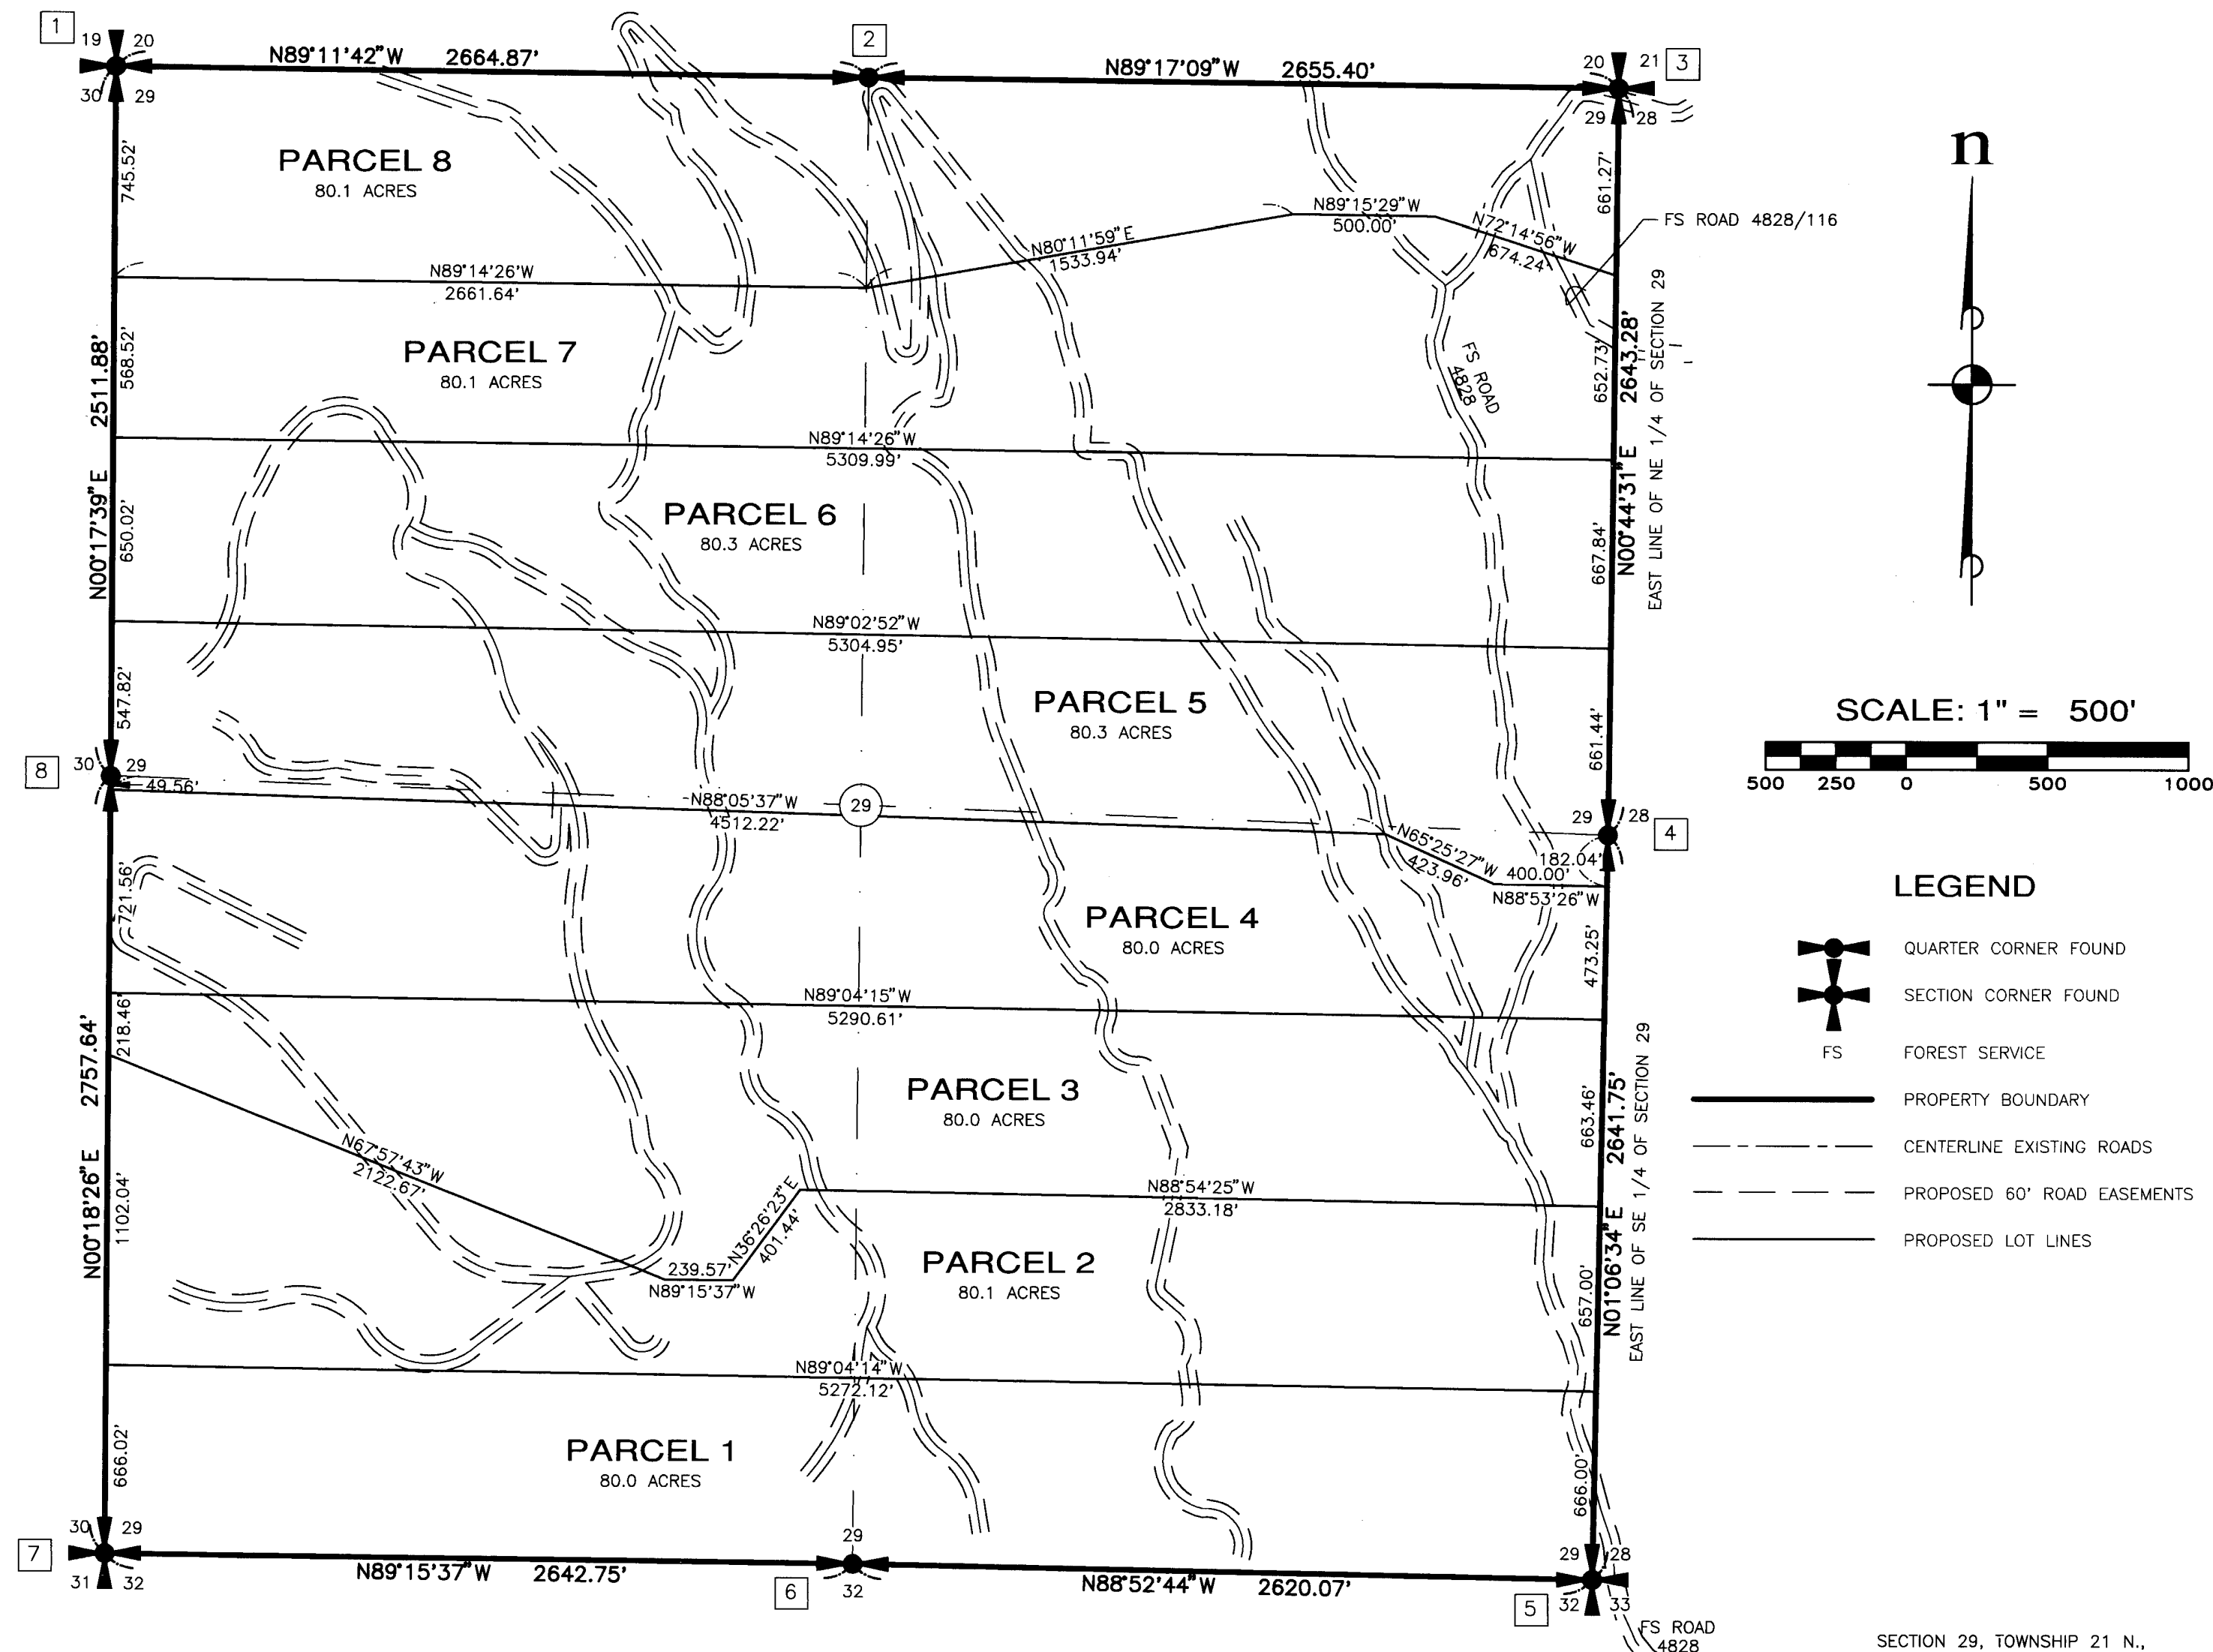 1
19 20
30 29
N89°11'42"W 2664.87'
2
N89°17'09"W 2655.40'
20 21
29 28
3
n
745.52'
PARCEL 8
80.1 ACRES
661.27'
FS ROAD 4828/116
N89°15'29"W
500.00'
N72°14'56"W
674.24'
N80°11'59"E
1533.94'
N89°14'26"W
2661.64'
N00°17'39"E 2511.88'
568.52'
PARCEL 7
80.1 ACRES
FS ROAD
4828
652.73'
N00°44'31"E 2643.28'
EAST LINE OF NE 1/4 OF SECTION 29
N89°14'26"W
5309.99'
650.02'
PARCEL 6
80.3 ACRES
667.84'
N89°02'52"W
5304.95'
547.82'
PARCEL 5
80.3 ACRES
661.44'
SCALE: 1" = 500'
500 250 0 500 1000
8
30 29
49.56'
N88°05'37"W
4512.22'
29
29 28
4
N65°25'27"W
423.96'
182.04'
400.00'
N88°53'26"W
721.56'
PARCEL 4
80.0 ACRES
473.25'
LEGEND
QUARTER CORNER FOUND
SECTION CORNER FOUND
FS FOREST SERVICE
PROPERTY BOUNDARY
CENTERLINE EXISTING ROADS
PROPOSED 60' ROAD EASEMENTS
PROPOSED LOT LINES
N89°04'15"W
5290.61'
218.46'
N00°18'26"E 2757.64'
PARCEL 3
80.0 ACRES
663.46'
N01°06'34"E 2641.75'
EAST LINE OF SE 1/4 OF SECTION 29
N67°57'43"W
2122.67'
1102.04'
239.57'
N89°15'37"W
N36°26'23"E
401.44'
N88°54'25"W
2833.18'
PARCEL 2
80.1 ACRES
657.00'
N89°04'14"W
5272.12'
666.02'
PARCEL 1
80.0 ACRES
666.00'
7
30 29
31 32
N89°15'37"W 2642.75'
29
32
6
N88°52'44"W 2620.07'
29 28
32 33
5
FS ROAD
4828
SECTION 29, TOWNSHIP 21 N.,